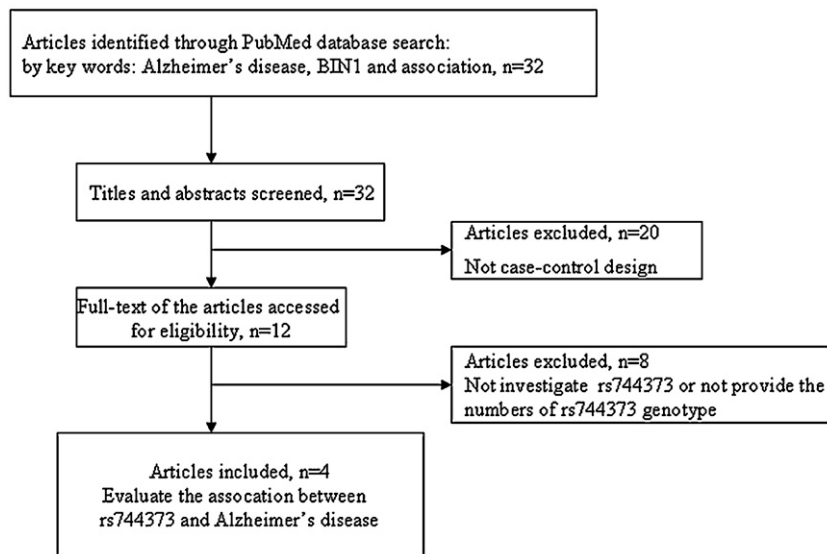 Articles identified through PubMed database search:
by key words: Alzheimer's disease, BIN1 and association, n=32
Titles and abstracts screened, n=32
Articles excluded, n=20
Not case-control design
Full-text of the articles accessed
for eligibility, n=12
Articles excluded, n=8
Not investigate rs744373 or not provide the
numbers of rs744373 genotype
Articles included, n=4
Evaluate the assocation between
rs744373 and Alzheimer's disease